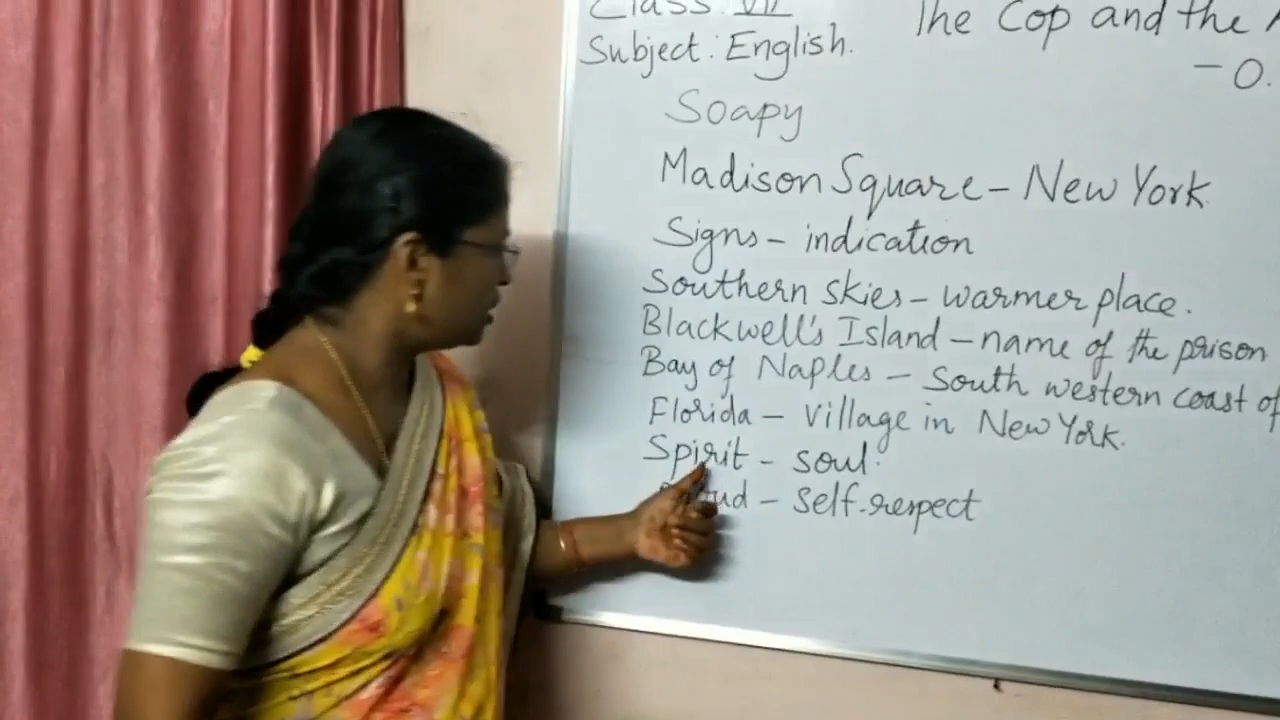 Class: VII
Subject: English.
The Cop and the
- O.
Soapy
Madison Square - New York
Signs - indication
Southern skies - warmer place.
Blackwell's Island - name of the prison
Bay of Naples - South western coast of
Florida - Village in New York.
Spirit - soul.
- Self-respect